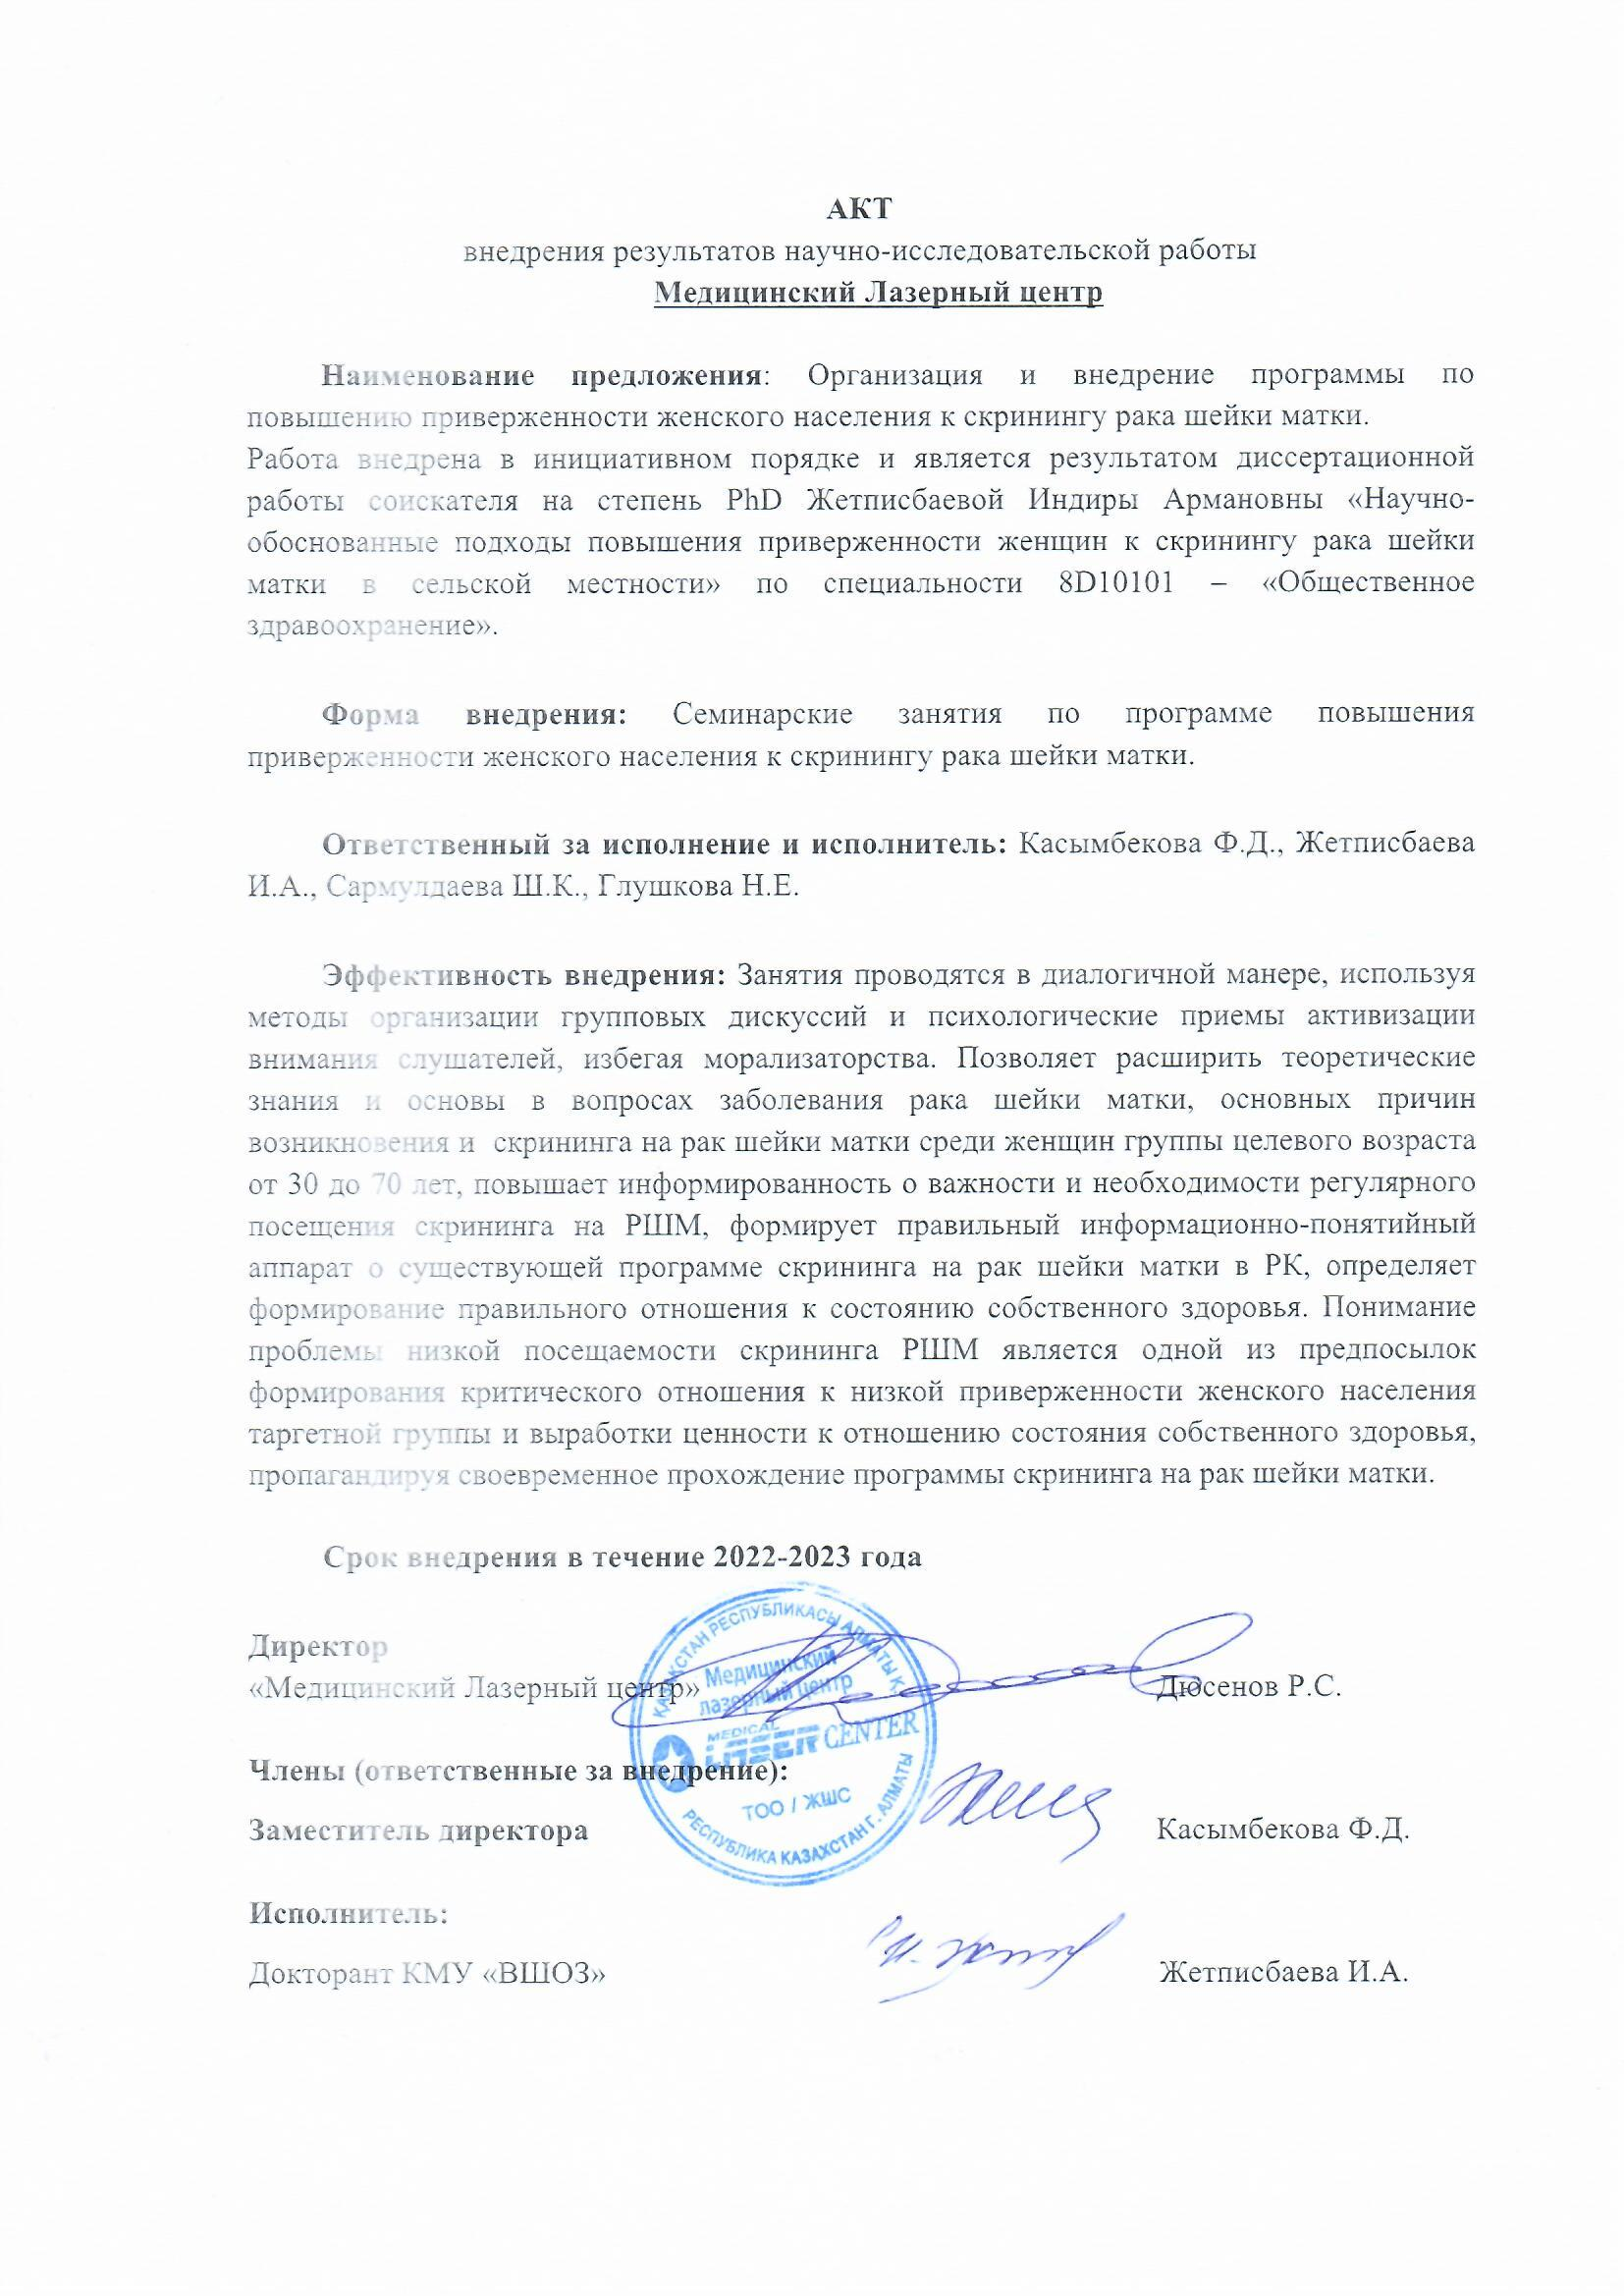 АКТ
внедрения результатов научно-исследовательской работы
Медицинский Лазерный центр
Наименование предложения: Организация и внедрение программы по
повышению приверженности женского населения к скринингу рака шейки матки.
Работа внедрена в инициативном порядке и является результатом диссертационной
работы соискателя на степень PhD Жетписбаевой Индиры Армановны «Научно-
обоснованные подходы повышения приверженности женщин к скринингу рака шейки
матки в сельской местности» по специальности 8D10101 – «Общественное
здравоохранение».
Форма внедрения: Семинарские занятия по программе повышения
приверженности женского населения к скринингу рака шейки матки.
Ответственный за исполнение и исполнитель: Касымбекова Ф.Д., Жетписбаева
И.А., Сармулдаева Ш.К., Глушкова Н.Е.
Эффективность внедрения: Занятия проводятся в диалогичной манере, используя
методы организации групповых дискуссий и психологические приемы активизации
внимания слушателей, избегая морализаторства. Позволяет расширить теоретические
знания и основы в вопросах заболевания рака шейки матки, основных причин
возникновения и скрининга на рак шейки матки среди женщин группы целевого возраста
от 30 до 70 лет, повышает информированность о важности и необходимости регулярного
посещения скрининга на РШМ, формирует правильный информационно-понятийный
аппарат о существующей программе скрининга на рак шейки матки в РК, определяет
формирование правильного отношения к состоянию собственного здоровья. Понимание
проблемы низкой посещаемости скрининга РШМ является одной из предпосылок
формирования критического отношения к низкой приверженности женского населения
таргетной группы и выработки ценности к отношению состояния собственного здоровья,
пропагандируя своевременное прохождение программы скрининга на рак шейки матки.
Срок внедрения в течение 2022-2023 года
Директор
«Медицинский Лазерный центр» Дюсенов Р.С.
ҚАЗАҚСТАН РЕСПУБЛИКАСЫ АЛМАТЫ Қ.
Медицинский
лазерный центр
MEDICAL
LASER CENTER
ТОО / ЖШС
РЕСПУБЛИКА КАЗАХСТАН Г. АЛМАТЫ
Члены (ответственные за внедрение):
Заместитель директора Касымбекова Ф.Д.
Исполнитель:
Докторант КМУ «ВШОЗ» Жетписбаева И.А.